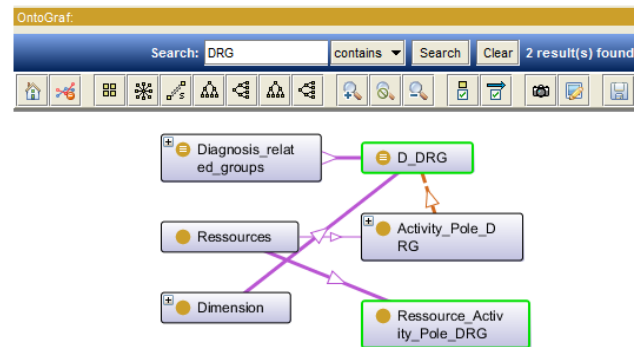 OntoGraf:
Search: DRG contains Search Clear 2 result(s) found
Diagnosis_relat
ed_groups
D_DRG
Ressources
Activity_Pole_D
RG
Dimension
Ressource_Activ
ity_Pole_DRG